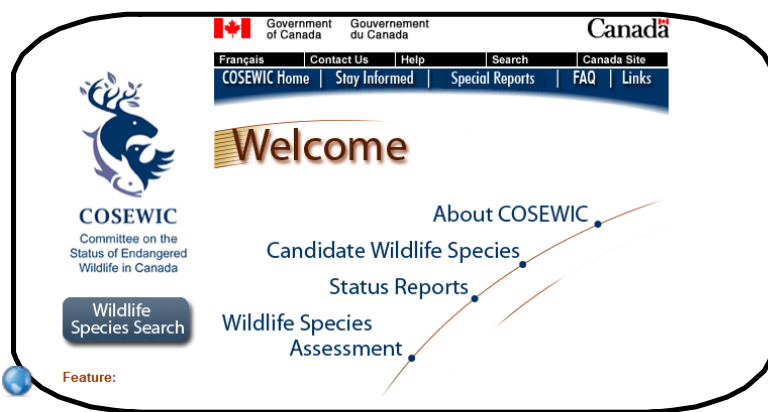 Government of Canada
Gouvernement du Canada
Canada
Français Contact Us Help Search Canada Site
COSEWIC Home | Stay Informed | Special Reports | FAQ | Links
Welcome
COSEWIC
Committee on the
Status of Endangered
Wildlife in Canada
Wildlife
Species Search
Feature:
About COSEWIC
Candidate Wildlife Species
Status Reports
Wildlife Species
Assessment